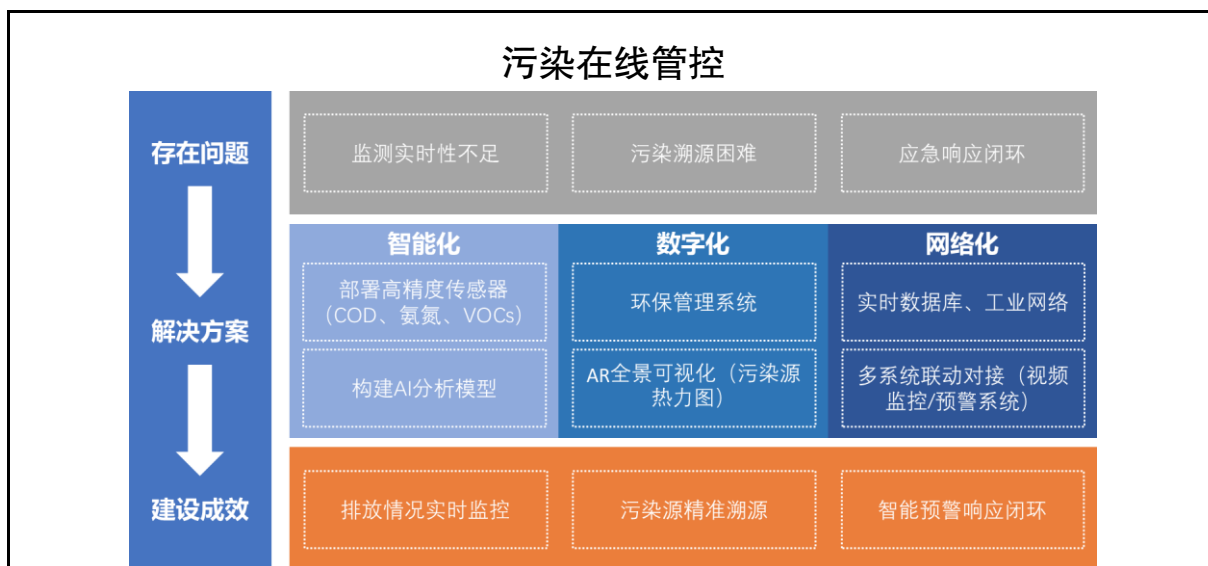 污染在线管控
存在问题
监测实时性不足
污染溯源困难
应急响应闭环
解决方案
智能化
数字化
网络化
部署高精度传感器
（COD、氨氮、VOCs）
环保管理系统
实时数据库、工业网络
构建AI分析模型
AR全景可视化（污染源
热力图）
多系统联动对接（视频
监控/预警系统）
建设成效
排放情况实时监控
污染源精准溯源
智能预警响应闭环